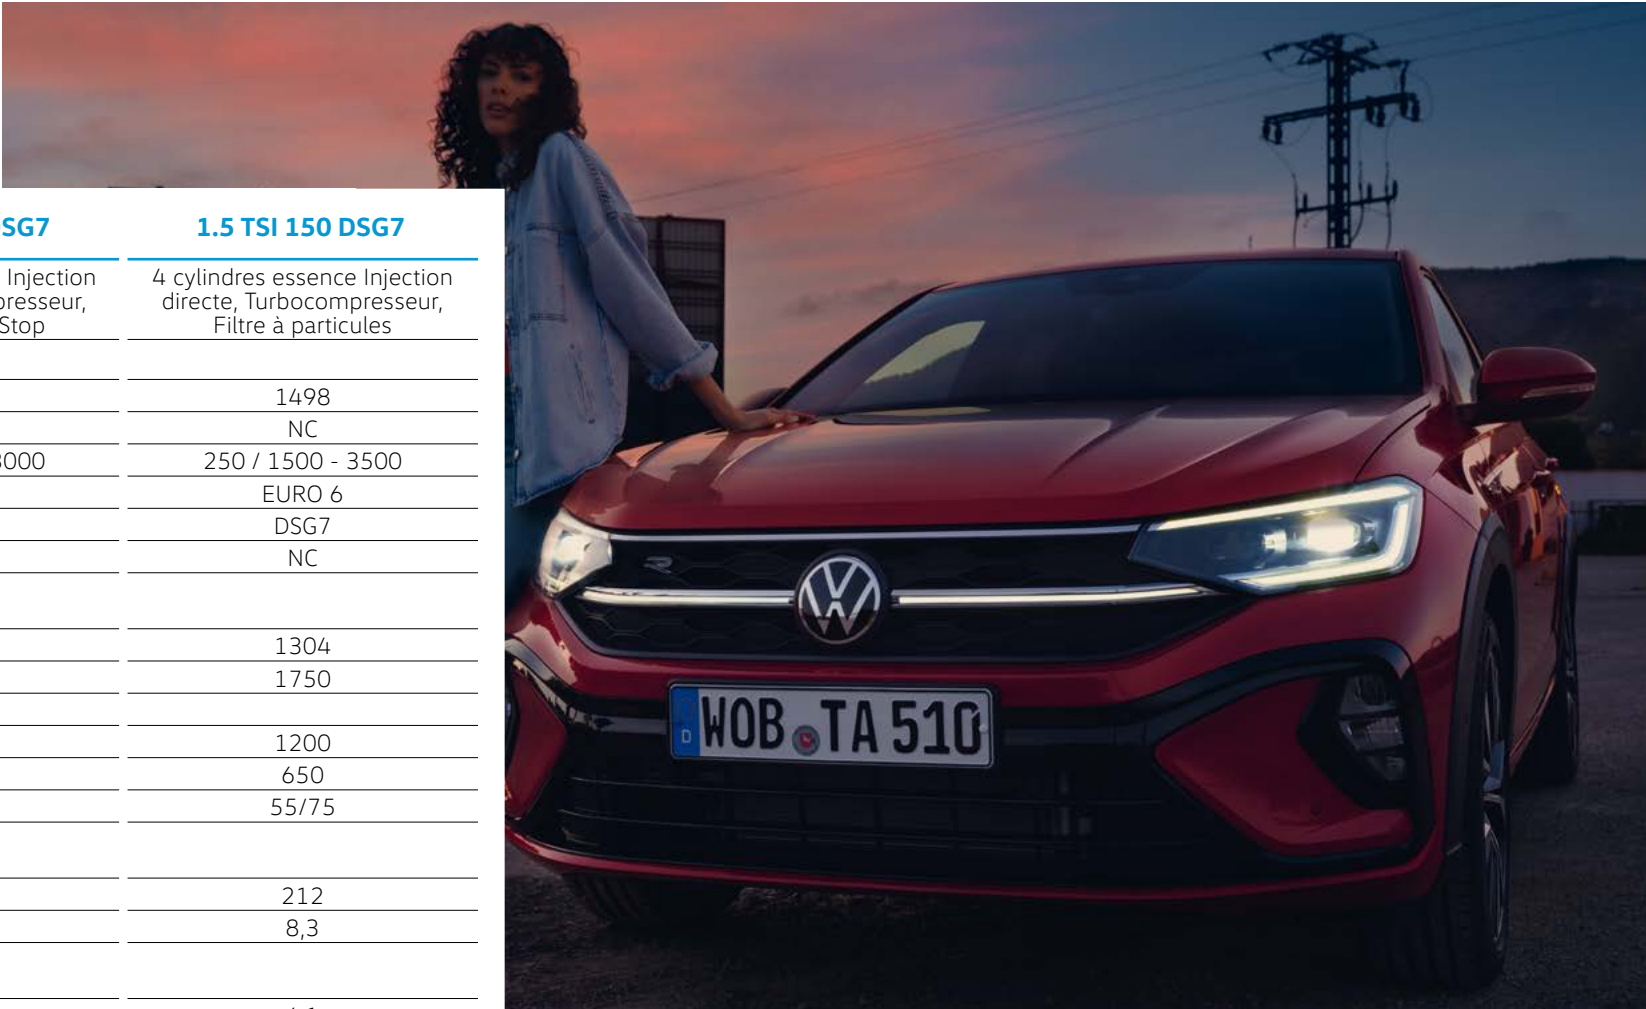 SG7
Injection
presseur,
Stop
3000
1.5 TSI 150 DSG7
4 cylindres essence Injection
directe, Turbocompresseur,
Filtre à particules
1498
NC
250 / 1500 - 3500
EURO 6
DSG7
NC
1304
1750
1200
650
55/75
212
8,3
R
D WOB TA 510